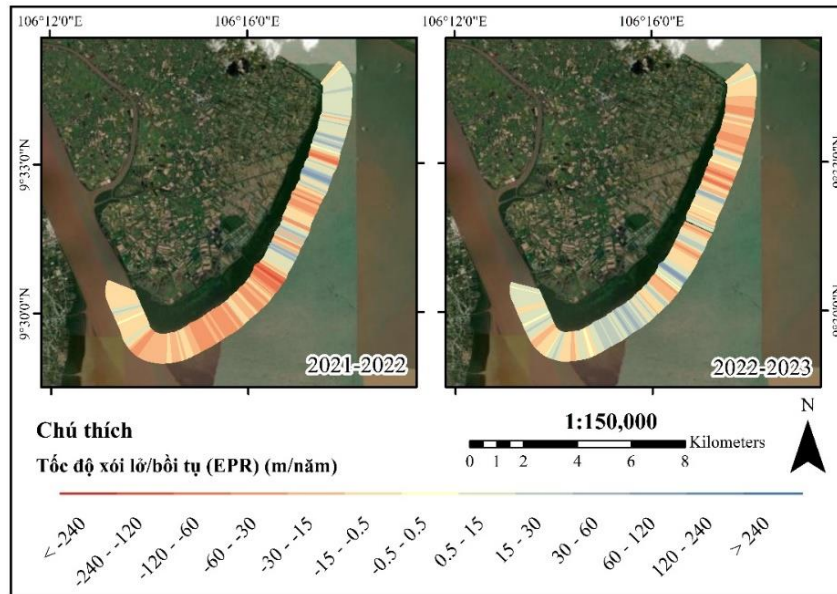 106°12'0"E 106°16'0"E 106°12'0"E 106°16'0"E
9°33'0"N
9°30'0"N
2021-2022
2022-2023
Chú thích
1:150,000
N
Kilometers
0 1 2 4 6 8
Tốc độ xói lở/bồi tụ (EPR) (m/năm)
< -240
-240 - -120
-120 - -60
-60 - -30
-30 - -15
-15 - -0.5
-0.5 - 0.5
0.5 - 15
15 - 30
30 - 60
60 - 120
120 - 240
> 240